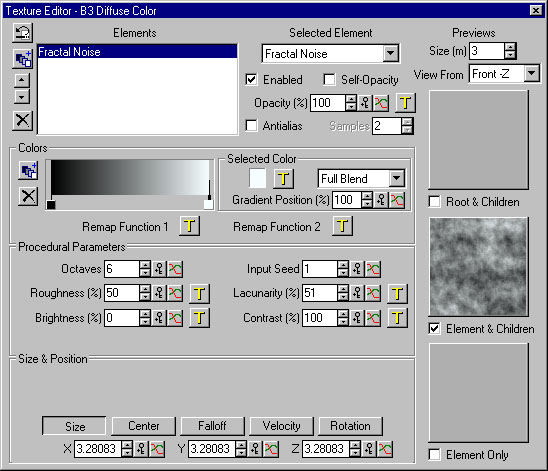 Texture Editor - B3 Diffuse Color
Elements
Selected Element
Previews
Fractal Noise
Fractal Noise
Size (m) 3
View From Front -Z
Enabled
Self-Opacity
Opacity (%) 100 T
Antialias
Samples 2
Colors
Selected Color
T
Full Blend
Gradient Position (%) 100
Root & Children
Remap Function 1 T
Remap Function 2 T
Procedural Parameters
Octaves 6
Input Seed 1
Roughness (%) 50 T
Lacunarity (%) 51 T
Brightness (%) 0 T
Contrast (%) 100 T
Element & Children
Size & Position
Size
Center
Falloff
Velocity
Rotation
X 3.28083
Y 3.28083
Z 3.28083
Element Only